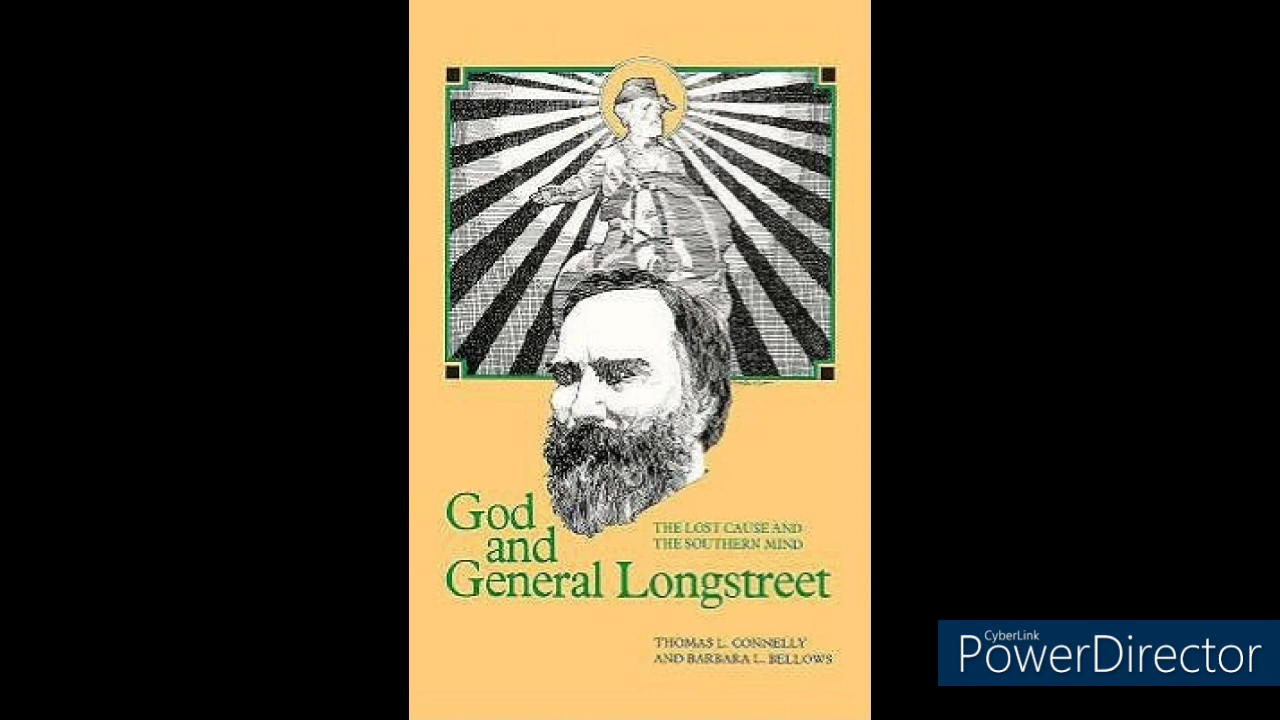 God
and
General Longstreet
THE LOST CAUSE AND
THE SOUTHERN MIND
THOMAS L. CONNELLY
AND BARBARA L. BELLOWS
CyberLink
PowerDirector